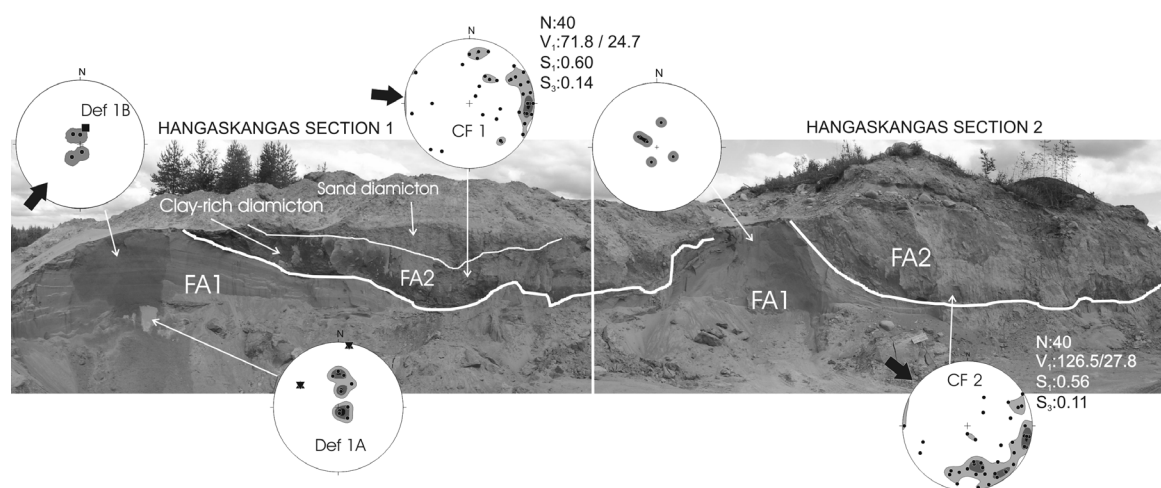 N
Def 1B
HANGASKANGAS SECTION 1
N
CF 1
N:40
V₁:71.8 / 24.7
S₁:0.60
S₃:0.14
N
HANGASKANGAS SECTION 2
Sand diamicton
Clay-rich diamicton
FA1
FA2
FA1
FA2
N
Def 1A
N
CF 2
N:40
V₁:126.5/27.8
S₁:0.56
S₃:0.11